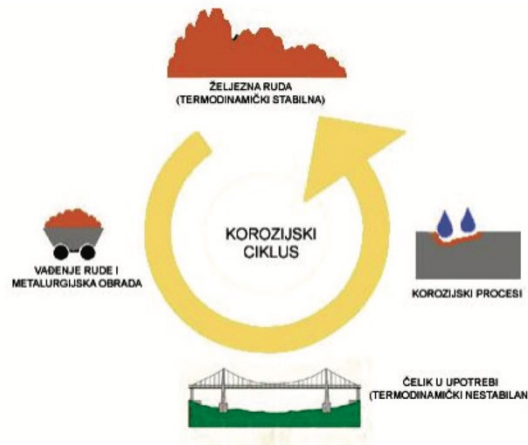 ŽELJEZNA RUDA
(TERMODINAMIČKI STABILNA)
KOROZIJSKI
CIKLUS
VAĐENJE RUDE I
METALURGIJSKA OBRADA
KOROZIJSKI PROCESI
ČELIK U UPOTREBI
(TERMODINAMIČKI NESTABILAN